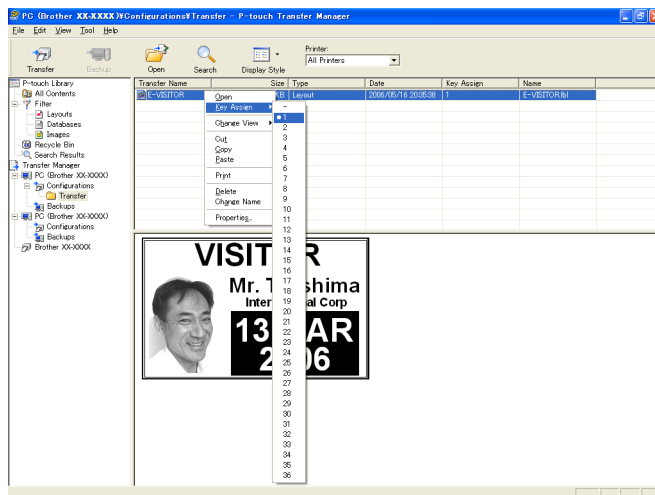 PC (Brother XX-XXXX)¥Configurations¥Transfer - P-touch Transfer Manager
File Edit View Tool Help
Transfer Backup Open Search Display Style
Printer:
All Printers
P-touch Library
All Contents
Filter
Layouts
Databases
Images
Recycle Bin
Search Results
Transfer Manager
PC (Brother XX-XXXX)
Configurations
Transfer
Backups
PC (Brother XX-XXXX)
Configurations
Backups
Brother XX-XXXX
Transfer Name Size Type Date Key Assign Name
E-VISITOR KB Layout 2006/05/16 20:35:38 1 E-VISITOR.lbl
Open
Key Assign
Change View
Cut
Copy
Paste
Print
Delete
Change Name
Properties...
-
1
2
3
4
5
6
7
8
9
10
11
12
13
14
15
16
17
18
19
20
21
22
23
24
25
26
27
28
29
30
31
32
33
34
35
36
VISIT R
Mr. T shima
Inter al Corp
13 AR
2 06